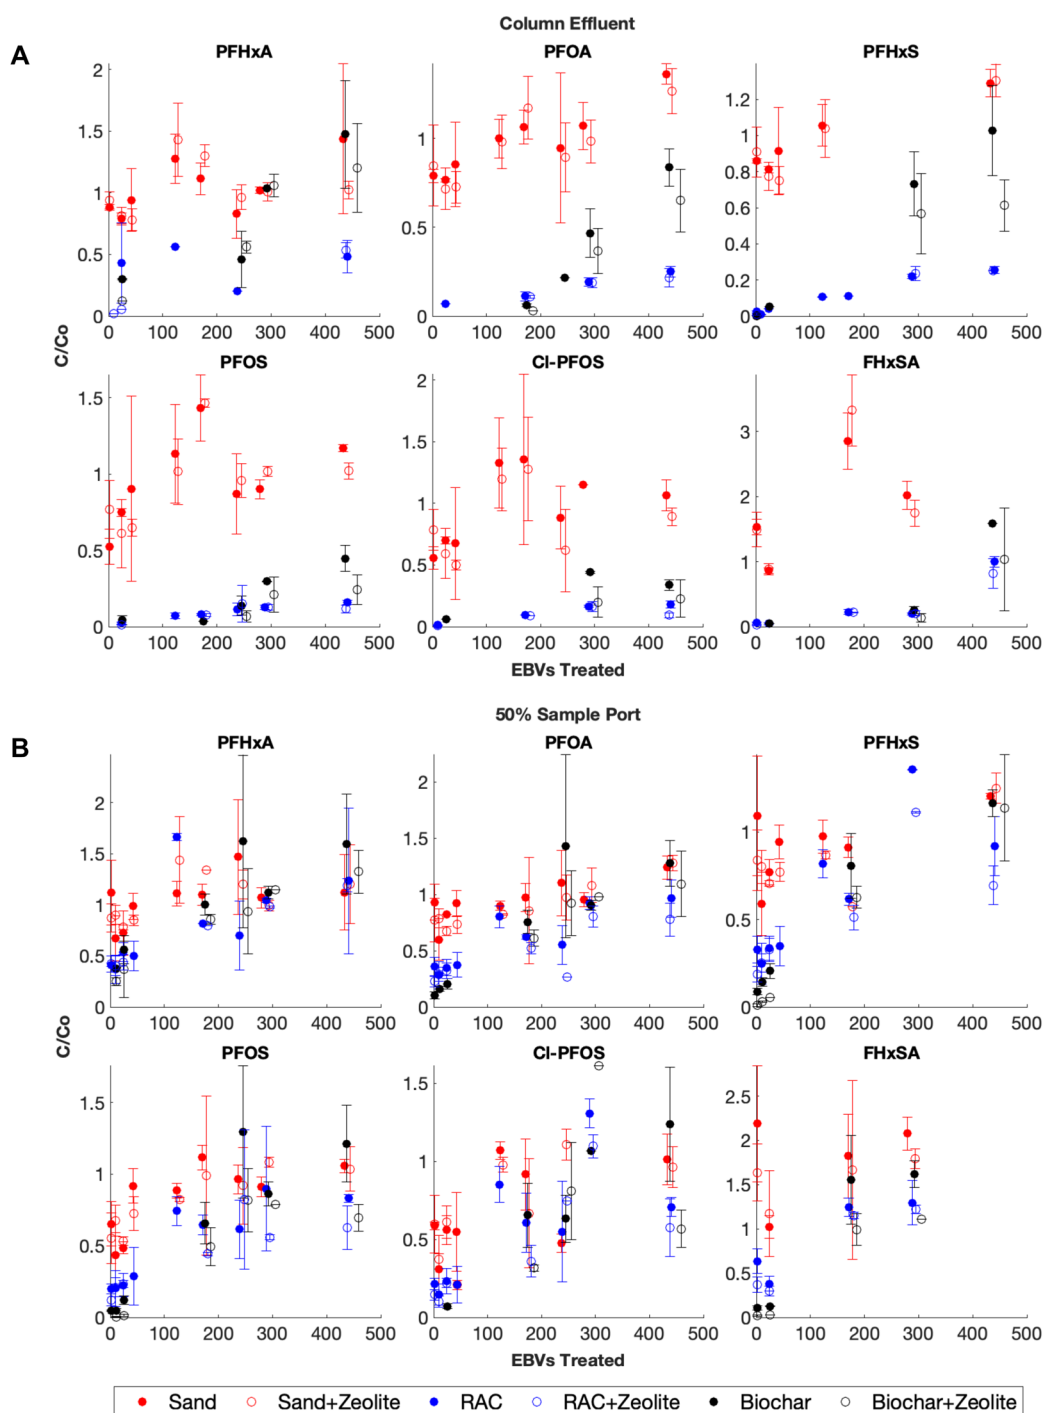 Column Effluent
A
PFHxA PFOA PFHxS
2
1.5
1
0.5
0
0 100 200 300 400 500
1
0.5
0
0 100 200 300 400 500
1.2
1
0.8
0.6
0.4
0.2
0
0 100 200 300 400 500
C/Co
PFOS Cl-PFOS FHxSA
1.5
1
0.5
0
0 100 200 300 400 500
2
1.5
1
0.5
0
0 100 200 300 400 500
3
2
1
0
0 100 200 300 400 500
EBVs Treated
50% Sample Port
B
PFHxA PFOA PFHxS
2
1.5
1
0.5
0
0 100 200 300 400 500
2
1.5
1
0.5
0
0 100 200 300 400 500
1
0.5
0
0 100 200 300 400 500
C/Co
PFOS Cl-PFOS FHxSA
1.5
1
0.5
0
0 100 200 300 400 500
1.5
1
0.5
0
0 100 200 300 400 500
2.5
2
1.5
1
0.5
0
0 100 200 300 400 500
EBVs Treated
Sand Sand+Zeolite RAC RAC+Zeolite Biochar Biochar+Zeolite